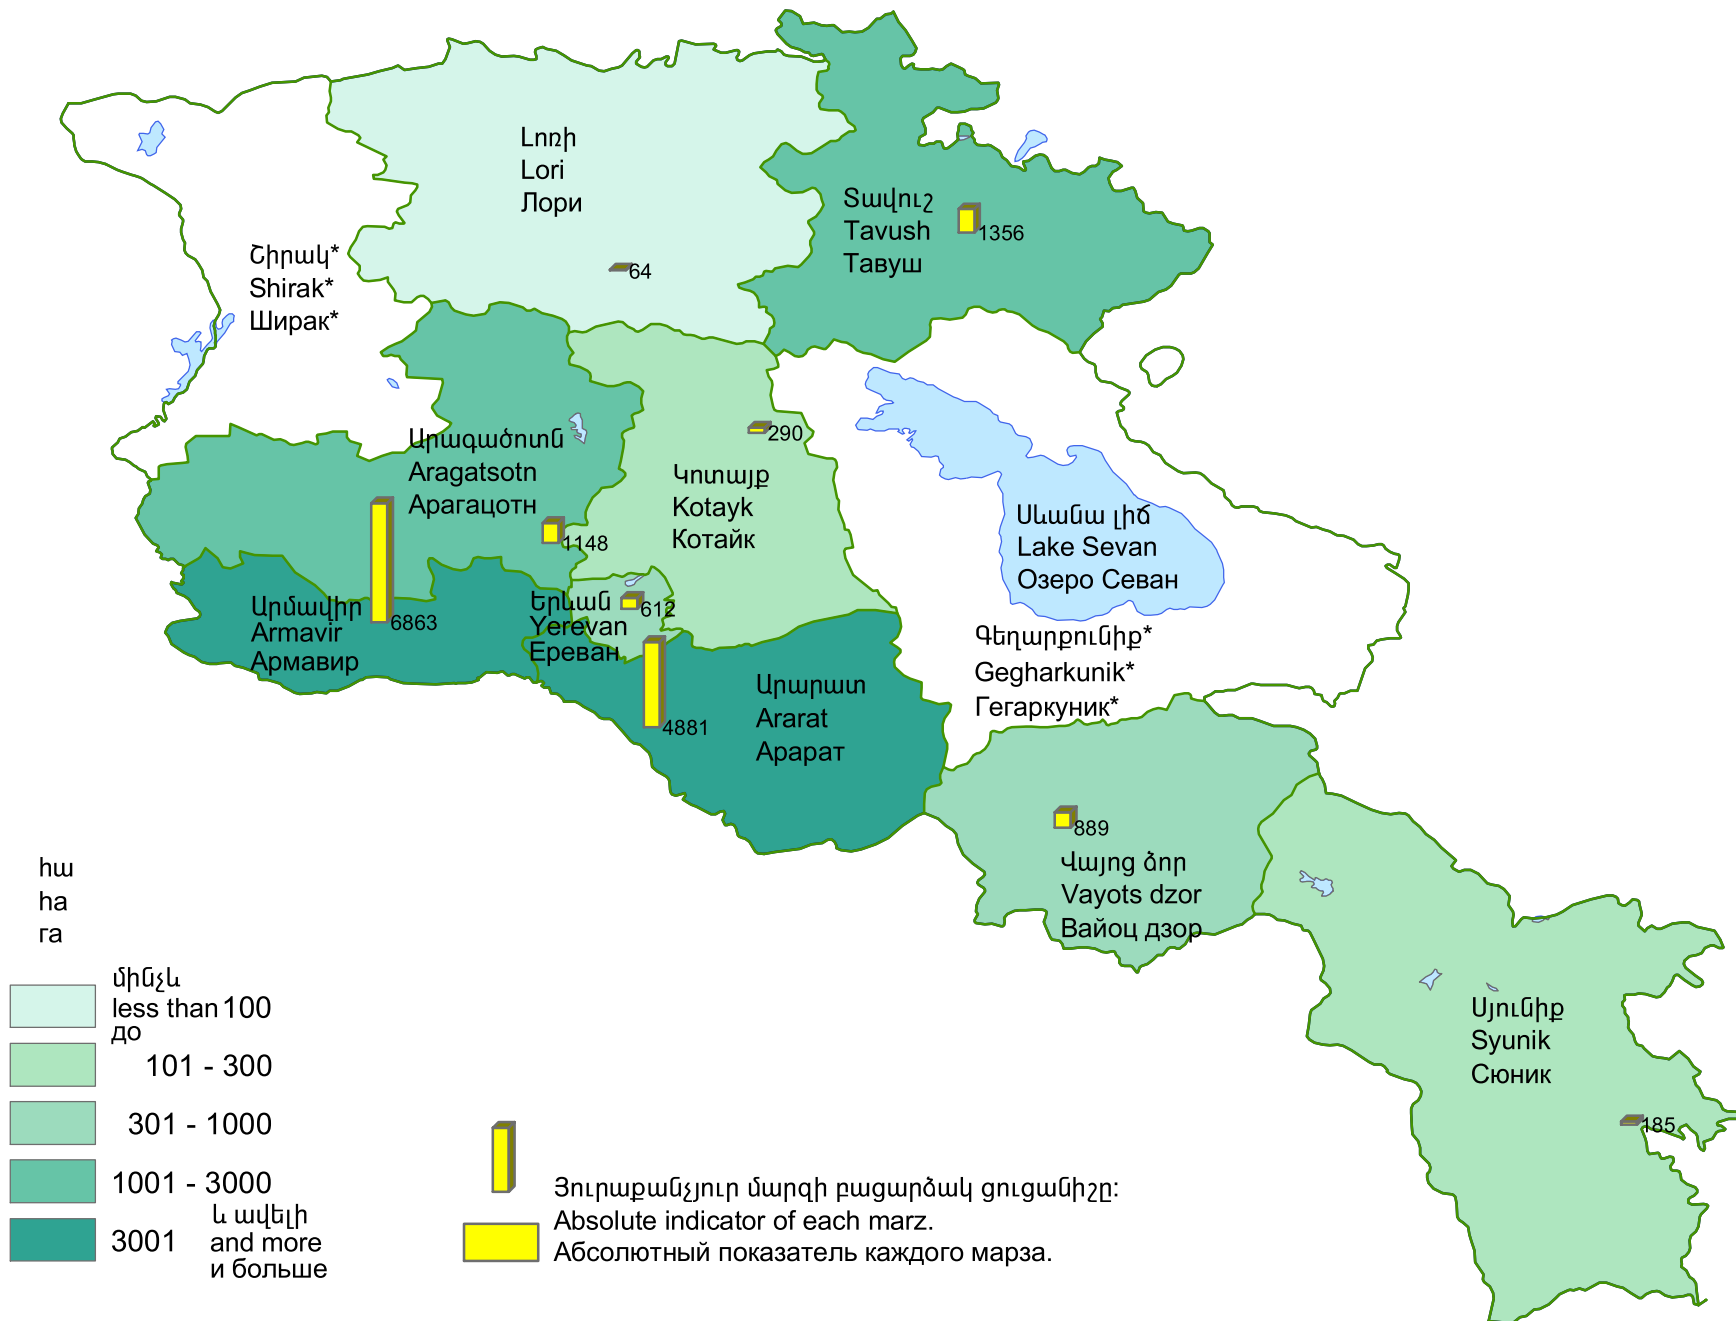 Լոռի
Lori
Лори
64
Տավուշ
Tavush
Тавуш
1356
Շիրակ*
Shirak*
Ширак*
Արագածոտն
Aragatsotn
Арагацотн
1148
290
Կոտայք
Kotayk
Котайк
Սևանա լիճ
Lake Sevan
Озеро Севан
Արմավիր
Armavir
Армавир
6863
Երևան
Yerevan
Ереван
612
4881
Արարատ
Ararat
Арарат
Գեղարքունիք*
Gegharkunik*
Гегаркуник*
889
Վայոց ձոր
Vayots dzor
Вайоц дзор
Սյունիք
Syunik
Сюник
185
հա
ha
га
մինչև
less than 100
до
101 - 300
301 - 1000
1001 - 3000
և ավելի
3001 and more
и больше
Յուրաքանչյուր մարզի բացարձակ ցուցանիշը:
Absolute indicator of each marz.
Абсолютный показатель каждого марза.